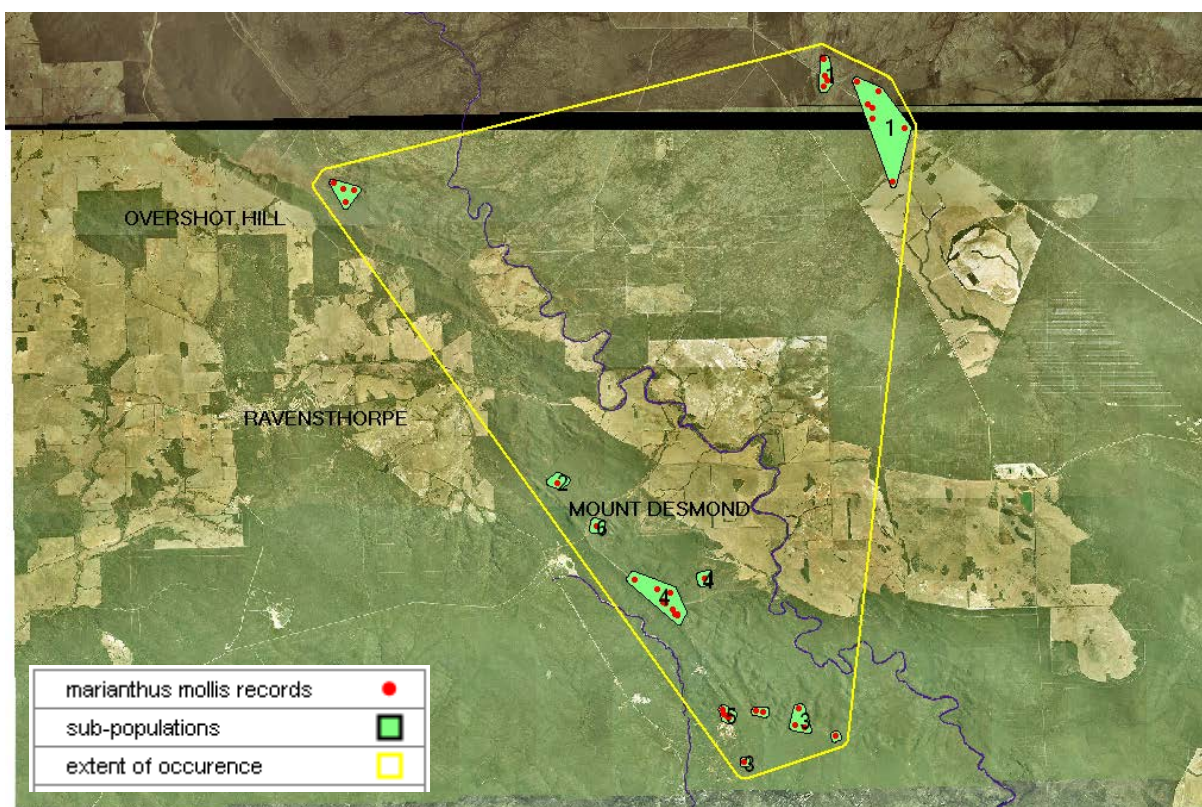 1
1
OVERSHOT HILL
RAVENSTHORPE
2
MOUNT DESMOND
6
4
4
5
3
3
marianthus mollis records
sub-populations
extent of occurence